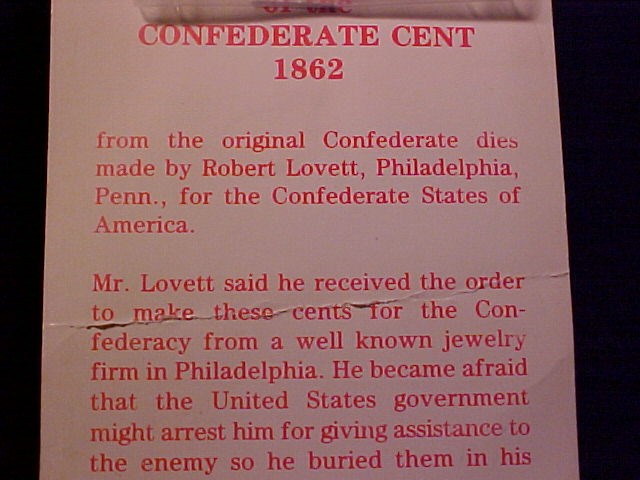 of the
CONFEDERATE CENT
1862
from the original Confederate dies
made by Robert Lovett, Philadelphia,
Penn., for the Confederate States of
America.
Mr. Lovett said he received the order
to make these cents for the Con-
federacy from a well known jewelry
firm in Philadelphia. He became afraid
that the United States government
might arrest him for giving assistance to
the enemy so he buried them in his